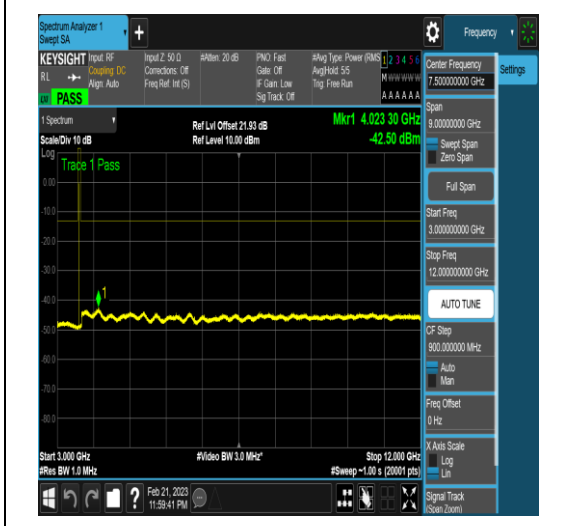 Spectrum Analyzer 1
Swept SA
+
Frequency
KEYSIGHT
Input: RF
Coupling: DC
Align: Auto
Input Z: 50 Ω
Corrections: Off
Freq Ref: Int (S)
#Atten: 20 dB
PNO: Fast
Gate: Off
IF Gain: Low
Sig Track: Off
#Avg Type: Power (RMS)
Avg|Hold: 5/5
Trig: Free Run
1 2 3 4 5 6
M W W W W W
A A A A A A
R L
PASS
1 Spectrum
Scale/Div 10 dB
Ref Lvl Offset 21.93 dB
Ref Level 10.00 dBm
Mkr1 4.023 30 GHz
-42.50 dBm
Log
Trace 1 Pass
0.00
-10.0
-20.0
-30.0
-40.0
-50.0
-60.0
-70.0
-80.0
1
Start 3.000 GHz
#Res BW 1.0 MHz
#Video BW 3.0 MHz*
Stop 12.000 GHz
#Sweep ~1.00 s (20001 pts)
?
Feb 21, 2023
11:59:41 PM
Center Frequency
7.500000000 GHz
Settings
Span
9.00000000 GHz
Swept Span
Zero Span
Full Span
Start Freq
3.000000000 GHz
Stop Freq
12.000000000 GHz
AUTO TUNE
CF Step
900.000000 MHz
Auto
Man
Freq Offset
0 Hz
X Axis Scale
Log
Lin
Signal Track
(Span Zoom)